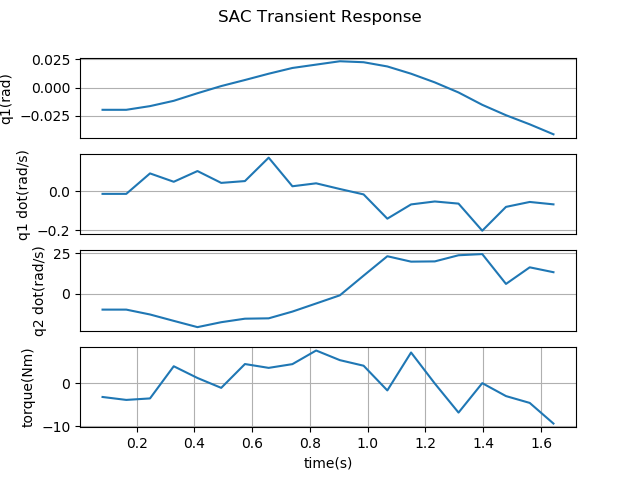 SAC Transient Response
q1(rad)
0.025
0.000
−0.025
q1 dot(rad/s)
0.0
−0.2
q2 dot(rad/s)
25
0
torque(Nm)
0
−10
0.2 0.4 0.6 0.8 1.0 1.2 1.4 1.6
time(s)